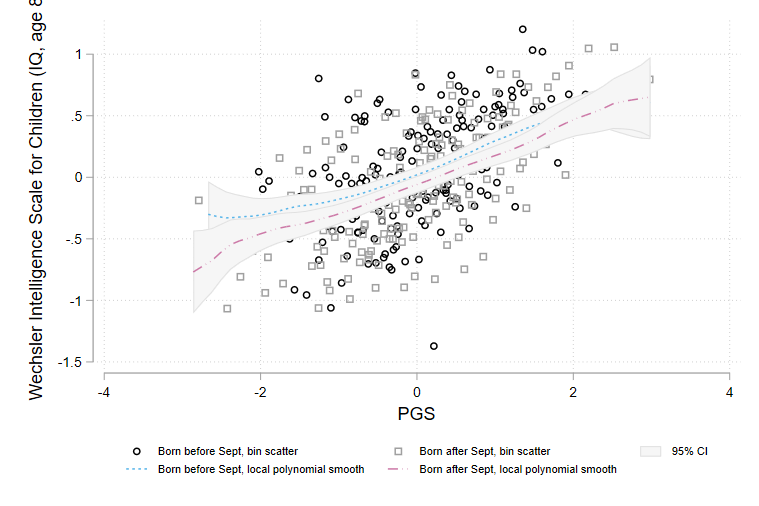 Wechsler Intelligence Scale for Children (IQ, age 8
1
.5
0
-.5
-1
-1.5
-4
-2
0
2
4
PGS
Born before Sept, bin scatter
Born after Sept, bin scatter
95% CI
Born before Sept, local polynomial smooth
Born after Sept, local polynomial smooth